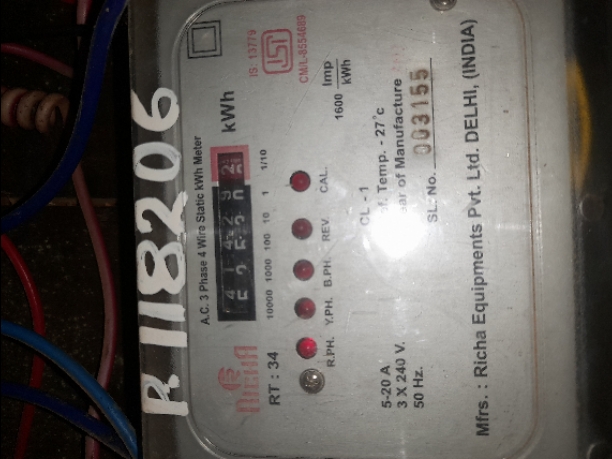 R.118206
A.C. 3 Phase 4 Wire Static kWh Meter
kWh
10000 1000 100 10 1 1/10
R.PH. Y.PH. B.PH. REV. CAL.
RICHA
RT : 34
IS: 13779
CM/L-8554689
Imp
1600 kWh
5-20 A
3 X 240 V.
50 Hz.
CL - 1
Temp. - 27°c
of Manufacture
SL. No. 003155
Mfrs. : Richa Equipments Pvt. Ltd. DELHI, (INDIA)